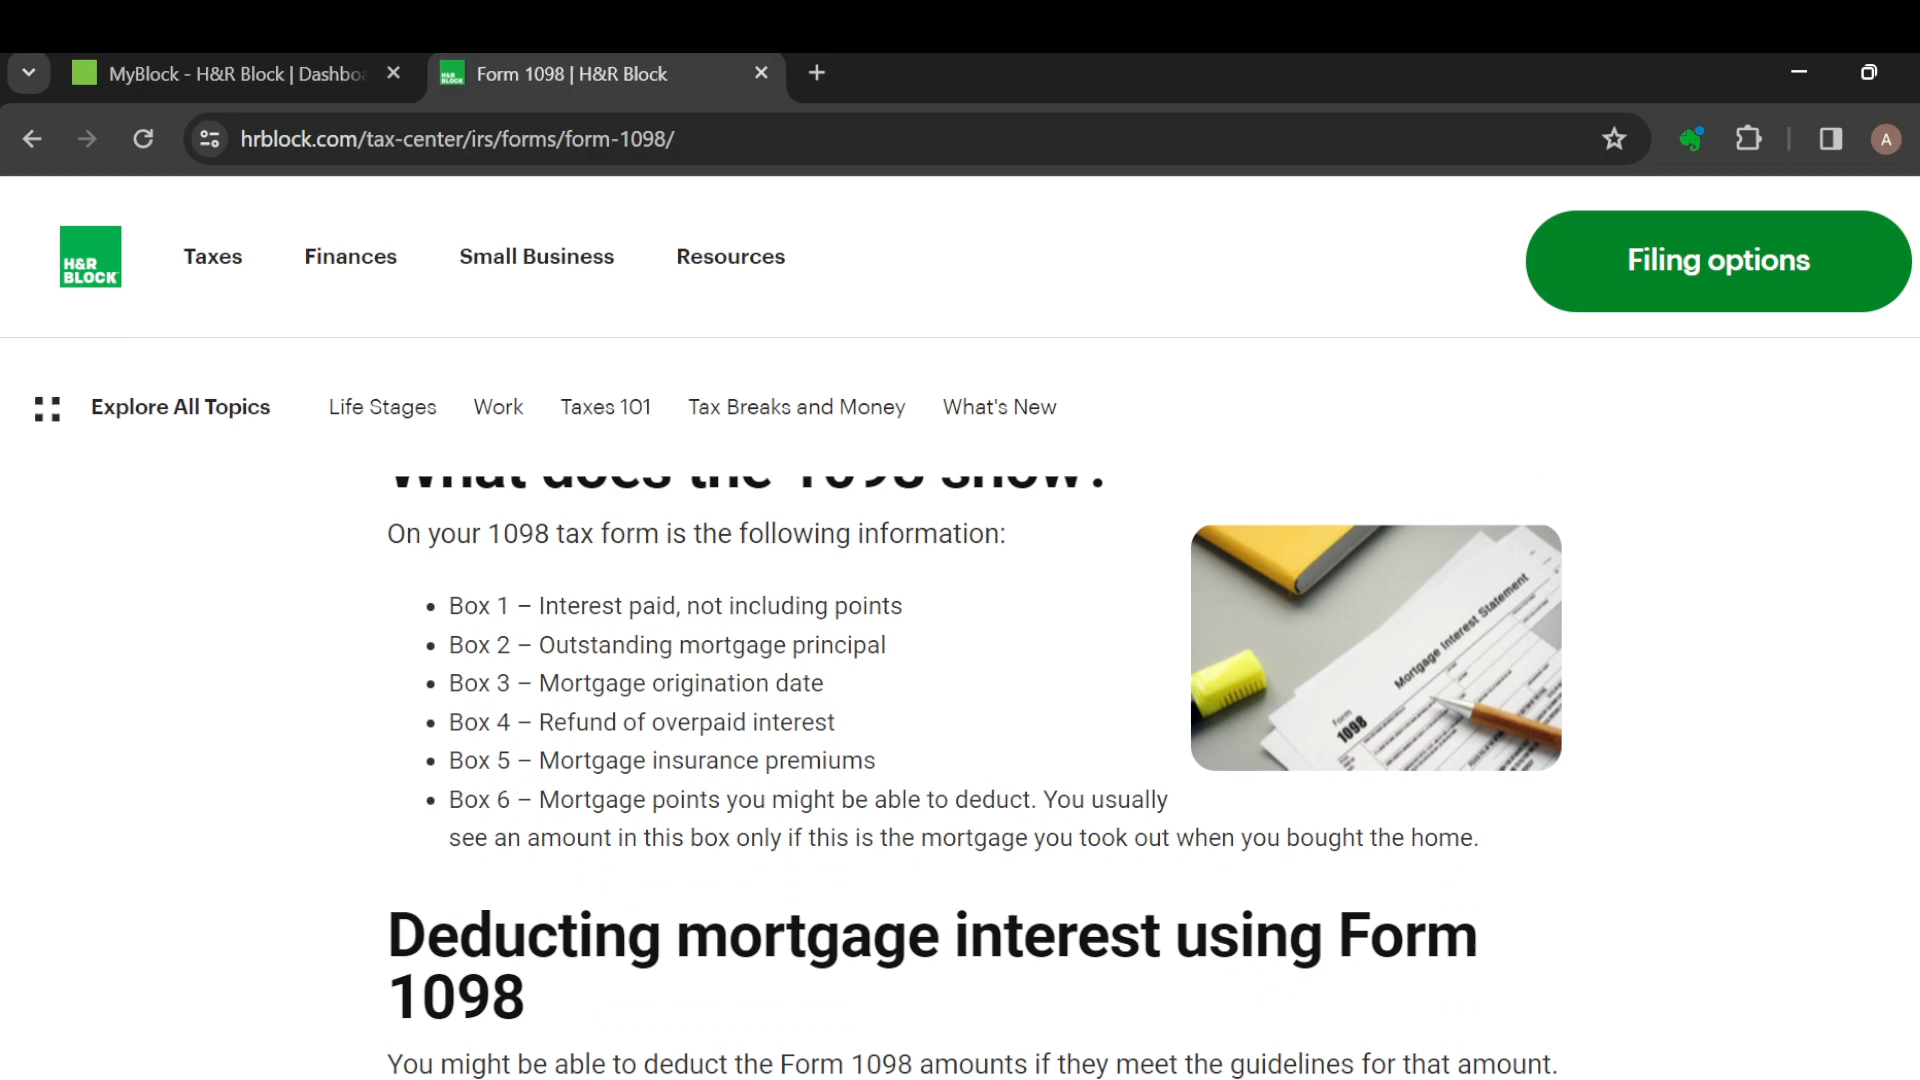 MyBlock - H&R Block | Dashboa
Form 1098 | H&R Block
hrblock.com/tax-center/irs/forms/form-1098/
A
H&R
BLOCK
Taxes
Finances
Small Business
Resources
Filing options
Explore All Topics
Life Stages
Work
Taxes 101
Tax Breaks and Money
What's New
What does the 1098 show?
On your 1098 tax form is the following information:
• Box 1 – Interest paid, not including points
• Box 2 – Outstanding mortgage principal
• Box 3 – Mortgage origination date
• Box 4 – Refund of overpaid interest
• Box 5 – Mortgage insurance premiums
• Box 6 – Mortgage points you might be able to deduct. You usually
see an amount in this box only if this is the mortgage you took out when you bought the home.
Mortgage Interest Statement
Form
1098
Deducting mortgage interest using Form
1098
You might be able to deduct the Form 1098 amounts if they meet the guidelines for that amount.